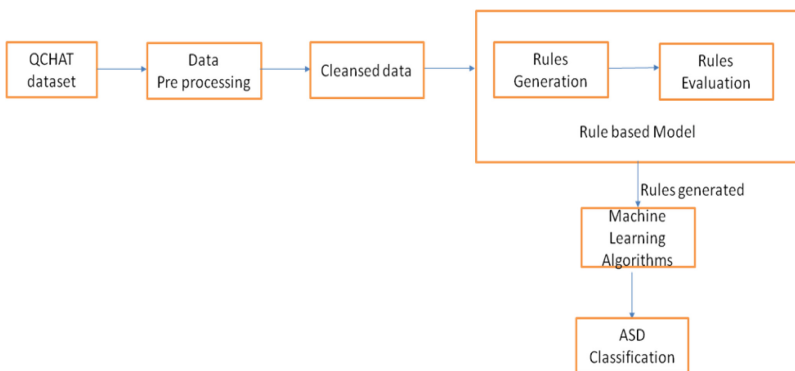 QCHAT
dataset
Data
Pre processing
Cleansed data
Rules
Generation
Rules
Evaluation
Rule based Model
Rules generated
Machine
Learning
Algorithms
ASD
Classification